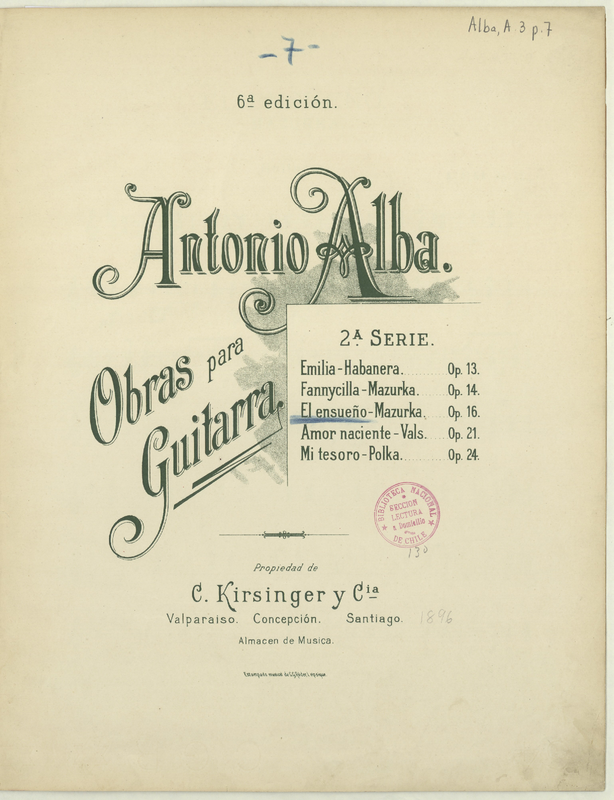 Alba, A 3 p.7
-7-
6ª edición.
Antonio Alba.
Obras para
Guitarra.
2ª SERIE.
Emilia-Habanera. Op. 13.
Fannycilla-Mazurka. Op. 14.
El ensueño-Mazurka. Op. 16.
Amor naciente-Vals. Op. 21.
Mi tesoro-Polka. Op. 24.
BIBLIOTECA NACIONAL
SECCION
LECTURA
a Domicilio
DE CHILE
130
Propiedad de
C. Kirsinger y Cia
Valparaiso. Concepción. Santiago.
1896
Almacen de Musica.